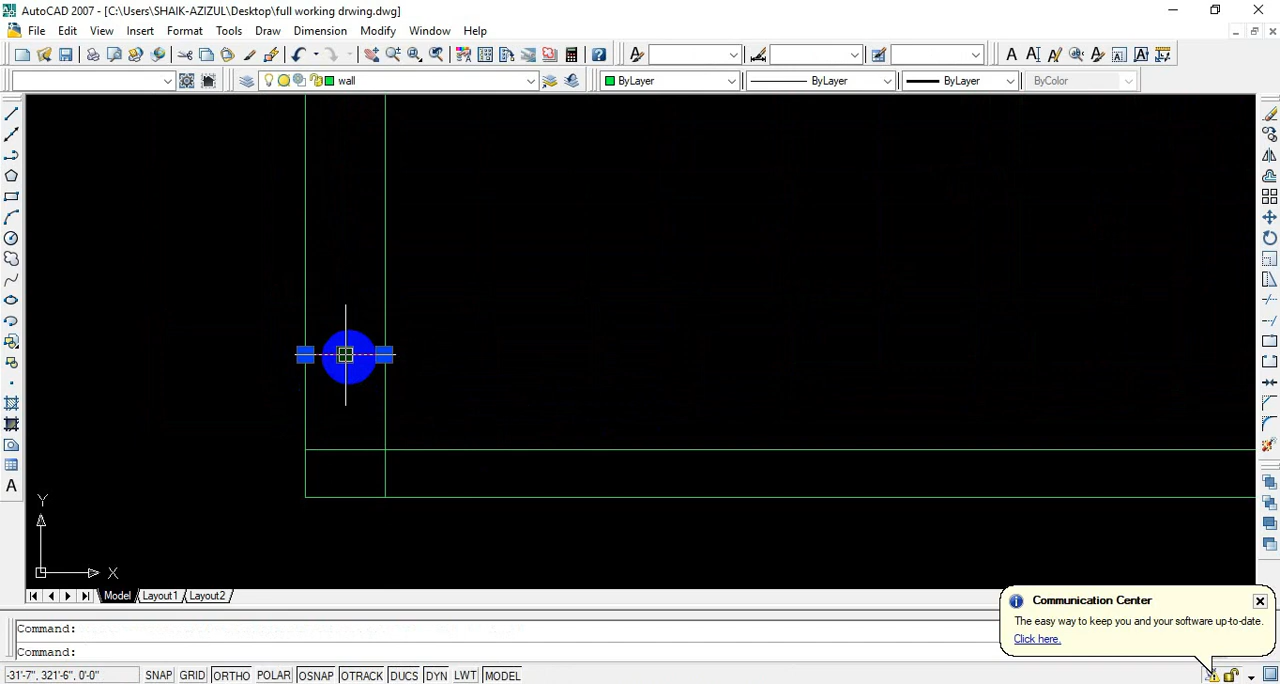 AutoCAD 2007 - [C:\Users\SHAIK-AZIZUL\Desktop\full working drwing.dwg]
File Edit View Insert Format Tools Draw Dimension Modify Window Help
wall ByLayer ByLayer ByLayer ByColor
A
Y
X
Model Layout1 Layout2
Communication Center
The easy way to keep you and your software up-to-date.
Click here.
Command:
Command:
-31'-7", 321'-6", 0'-0" SNAP GRID ORTHO POLAR OSNAP OTRACK DUCS DYN LWT MODEL